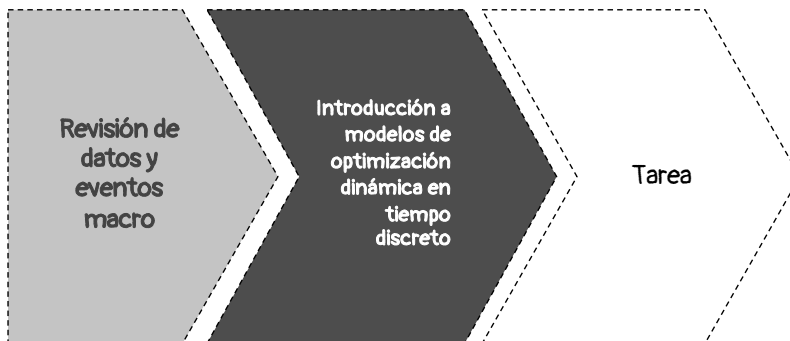 Revisión de
datos y
eventos
macro
Introducción a
modelos de
optimización
dinámica en
tiempo
discreto
Tarea